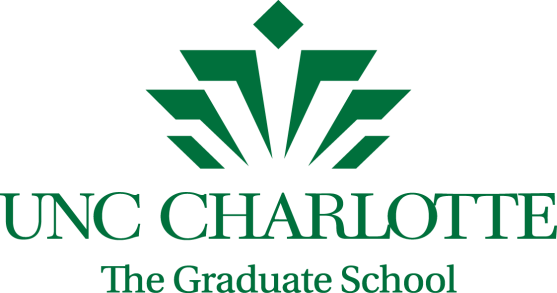 UNC CHARLOTTE
The Graduate School